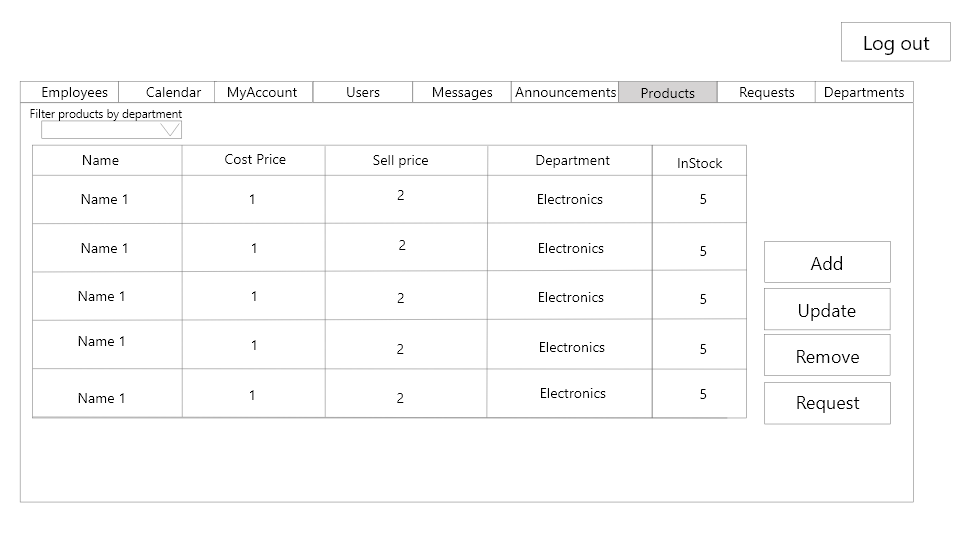 Log out
Employees Calendar MyAccount Users Messages Announcements Products Requests Departments
Filter products by department
Name Cost Price Sell price Department InStock
Name 1 1 2 Electronics 5
Name 1 1 2 Electronics 5
Name 1 1 2 Electronics 5
Name 1 1 2 Electronics 5
Name 1 1 2 Electronics 5
Add
Update
Remove
Request